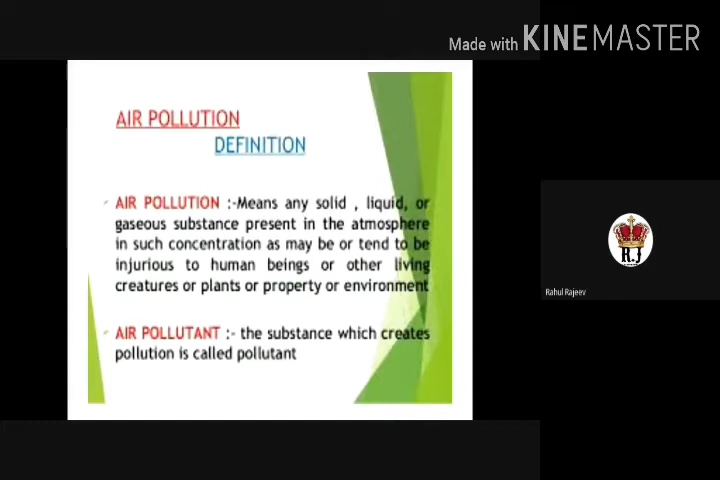 Made with KINEMASTER
AIR POLLUTION
DEFINITION
AIR POLLUTION :-Means any solid , liquid, or
gaseous substance present in the atmosphere
in such concentration as may be or tend to be
injurious to human beings or other living
creatures or plants or property or environment
AIR POLLUTANT :- the substance which creates
pollution is called pollutant
R.J
Rahul Rajeev